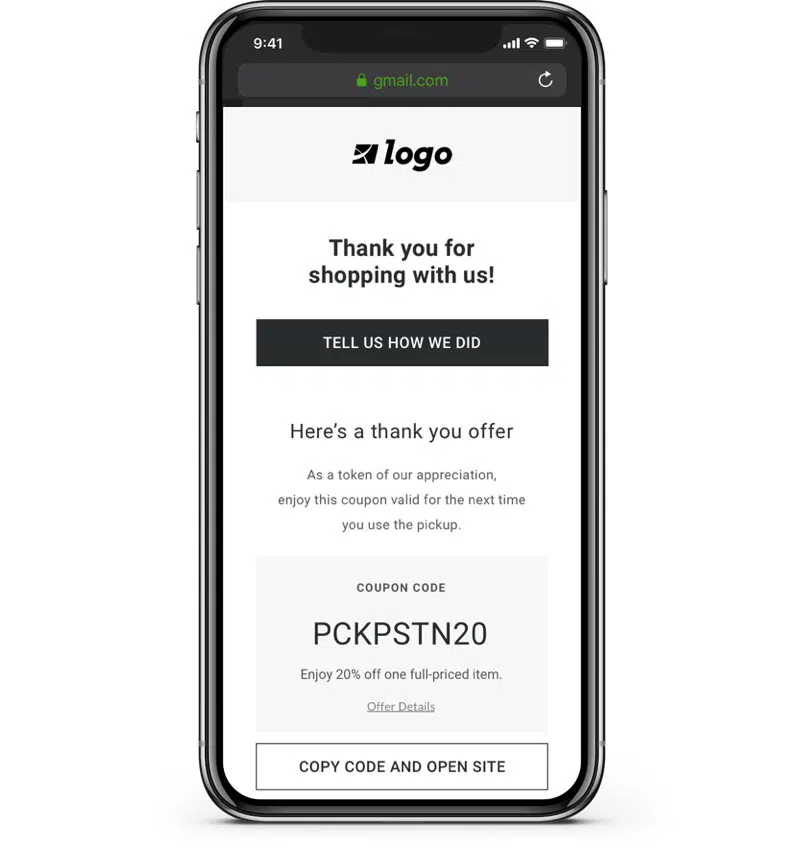 9:41
gmail.com
logo
Thank you for
shopping with us!
TELL US HOW WE DID
Here’s a thank you offer
As a token of our appreciation,
enjoy this coupon valid for the next time
you use the pickup.
COUPON CODE
PCKPSTN20
Enjoy 20% off one full-priced item.
Offer Details
COPY CODE AND OPEN SITE